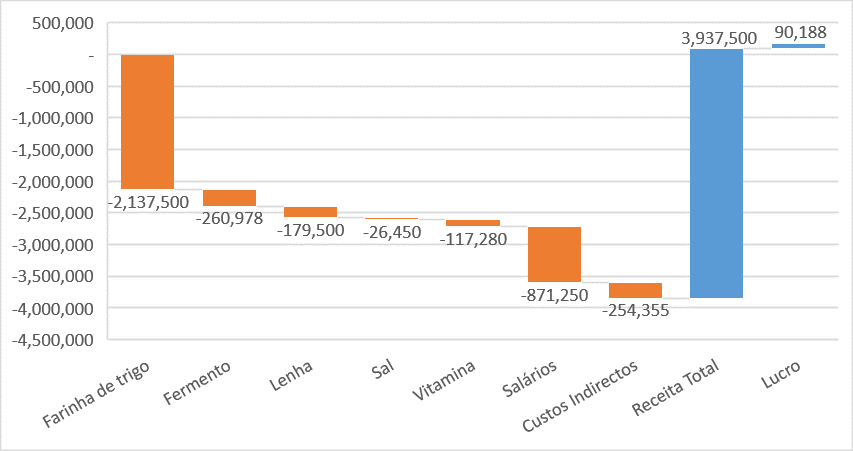 500,000
-
-500,000
-1,000,000
-1,500,000
-2,000,000
-2,500,000
-3,000,000
-3,500,000
-4,000,000
-4,500,000
-2,137,500
-260,978
-179,500
-26,450
-117,280
-871,250
-254,355
3,937,500
90,188
Farinha de trigo
Fermento
Lenha
Sal
Vitamina
Salários
Custos Indirectos
Receita Total
Lucro